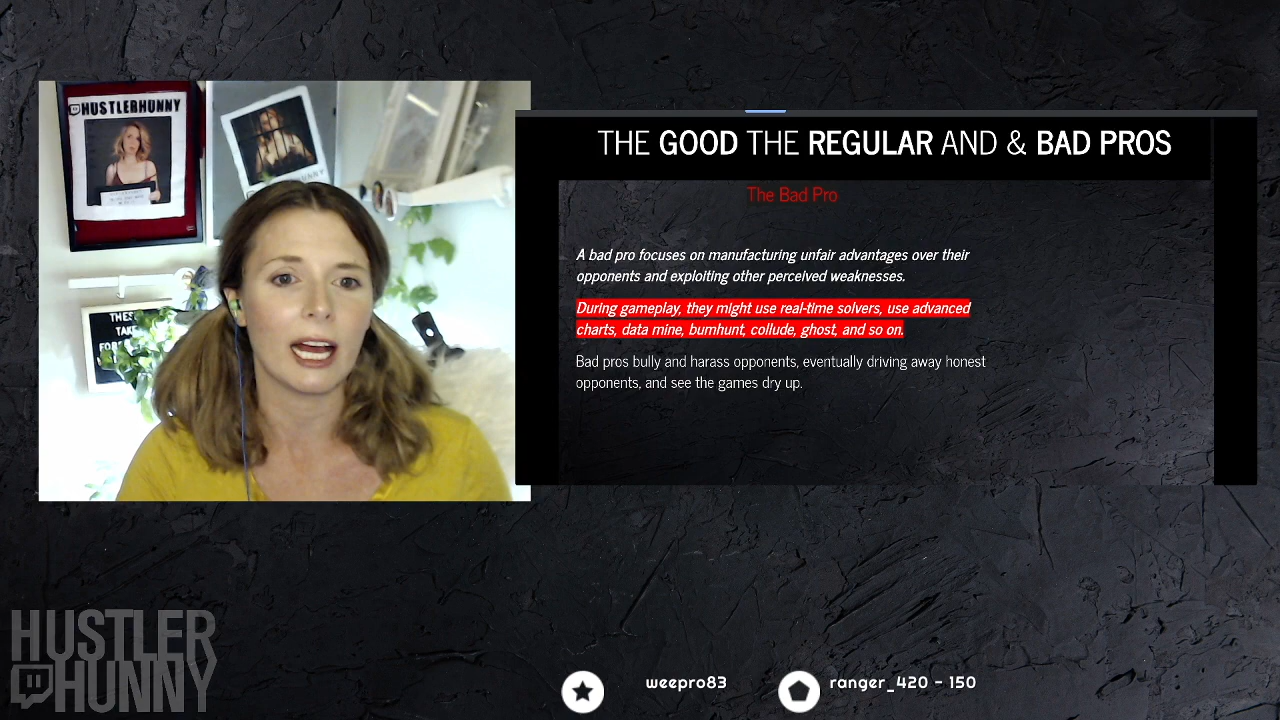 HUSTLERHUNNY
THE GOOD THE REGULAR AND & BAD PROS
The Bad Pro
A bad pro focuses on manufacturing unfair advantages over their
opponents and exploiting other perceived weaknesses.
During gameplay, they might use real-time solvers, use advanced
charts, data mine, bumhunt, collude, ghost, and so on.
Bad pros bully and harass opponents, eventually driving away honest
opponents, and see the games dry up.
THESE
TAKE
HUSTLER
HUNNY
weepro83
ranger_420 - 150